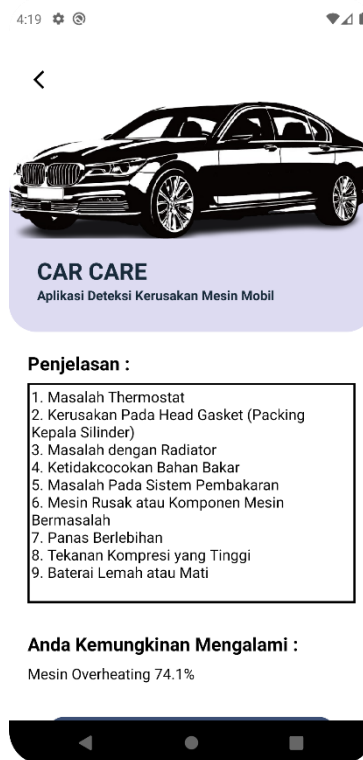 4:19
CAR CARE
Aplikasi Deteksi Kerusakan Mesin Mobil
Penjelasan :
1. Masalah Thermostat
2. Kerusakan Pada Head Gasket (Packing
Kepala Silinder)
3. Masalah dengan Radiator
4. Ketidakcocokan Bahan Bakar
5. Masalah Pada Sistem Pembakaran
6. Mesin Rusak atau Komponen Mesin
Bermasalah
7. Panas Berlebihan
8. Tekanan Kompresi yang Tinggi
9. Baterai Lemah atau Mati
Anda Kemungkinan Mengalami :
Mesin Overheating 74.1%